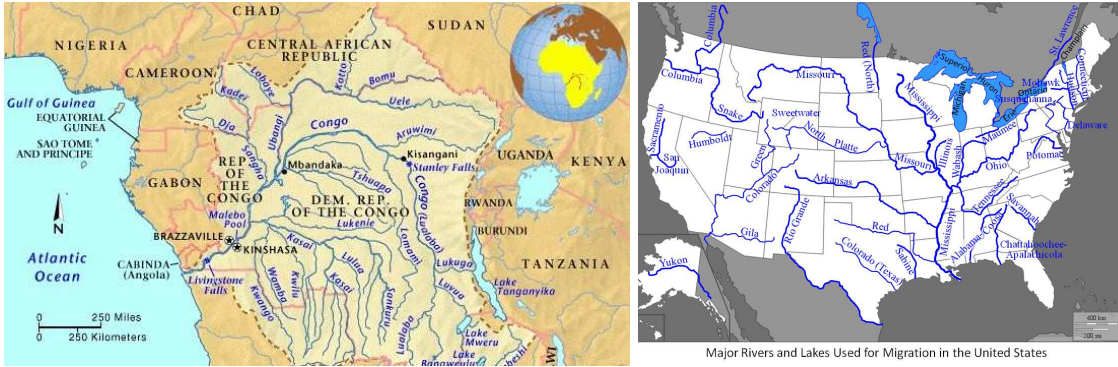 CHAD
SUDAN
NIGERIA
CENTRAL AFRICAN
REPUBLIC
CAMEROON
Lobaye
Kotto
Bomu
Kadei
Uele
Gulf of Guinea
EQUATORIAL
GUINEA
Dja
Ubangi
Congo
Aruwimi
SAO TOME
AND PRINCIPE
Sangha
Kisangani
UGANDA
KENYA
REP
OF THE
CONGO
Mbandaka
Stanley Falls
GABON
Tshuapa
Congo (Lualaba)
RWANDA
N
DEM. REP.
OF THE CONGO
Malebo
Pool
Lukenie
BURUNDI
BRAZZAVILLE
KINSHASA
Kasai
Lomami
Atlantic
Ocean
CABINDA
(Angola)
Lulua
Lukuga
TANZANIA
Livingstone
Falls
Wamba
Kwilu
Kasai
Kwango
Sankuru
Luvua
Lake
Tanganyika
Lualaba
0 250 Miles
0 250 Kilometers
Lake
Mweru
Lake
Bangweulu
Columbia
Red (North)
St. Lawrence
Champlain
Columbia
Missouri
Superior
Huron
Connecticut
Mississippi
Michigan
Ontario
Mohawk
Hudson
Snake
Sweetwater
Erie
Susquehanna
Sacramento
Humboldt
North
Platte
Maumee
Delaware
Green
Illinois
Wabash
San
Joaquin
Missouri
Ohio
Potomac
Colorado
Arkansas
Tennessee
Rio Grande
Savannah
Gila
Red
Mississippi
Alabama-Coosa
Chattahoochee-
Apalathicola
Colorado (Texas)
Sabine
Yukon
400 km
200 mi
Major Rivers and Lakes Used for Migration in the United States